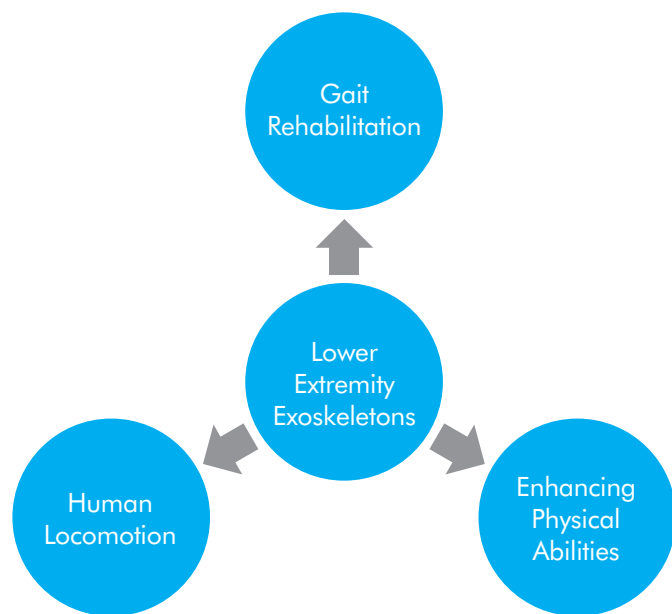 Gait
Rehabilitation
Lower
Extremity
Exoskeletons
Human
Locomotion
Enhancing
Physical
Abilities